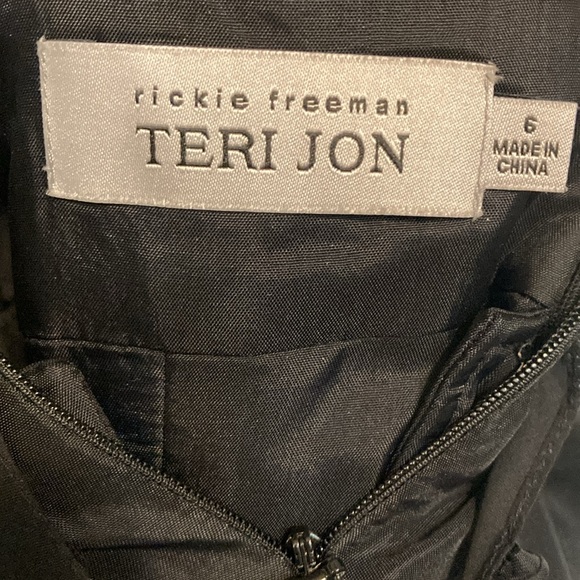 rickie freeman
TERI JON
6
MADE IN
CHINA